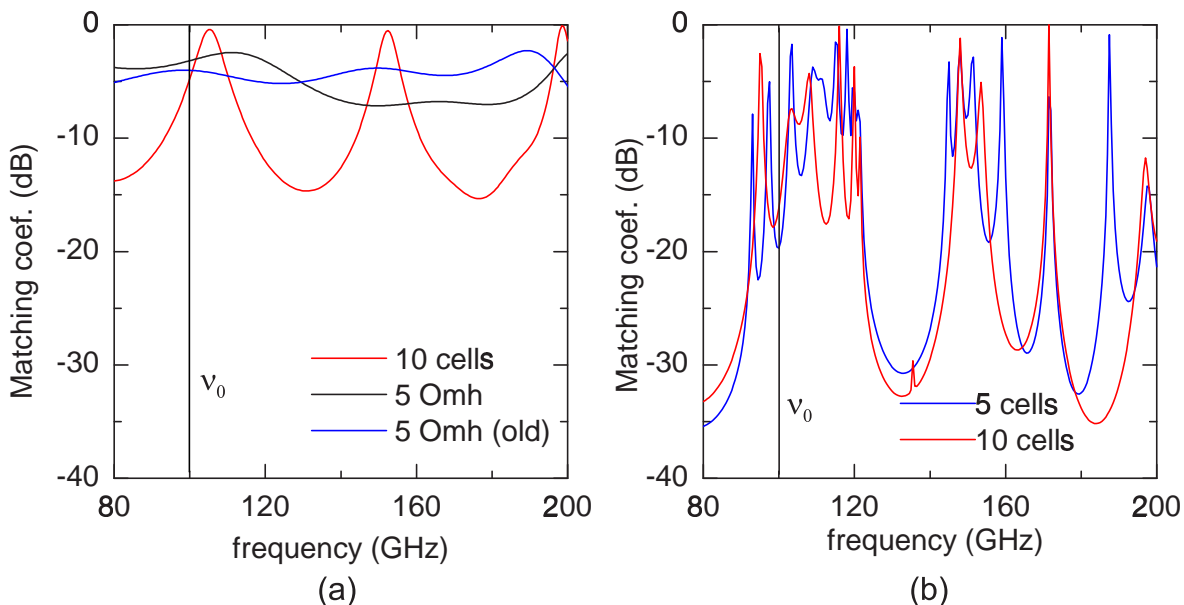 0
-10
-20
-30
-40
Matching coef. (dB)
80
120
160
200
frequency (GHz)
ν0
10 cells
5 Omh
5 Omh (old)
(a)
0
-10
-20
-30
-40
Matching coef. (dB)
80
120
160
200
frequency (GHz)
ν0
5 cells
10 cells
(b)